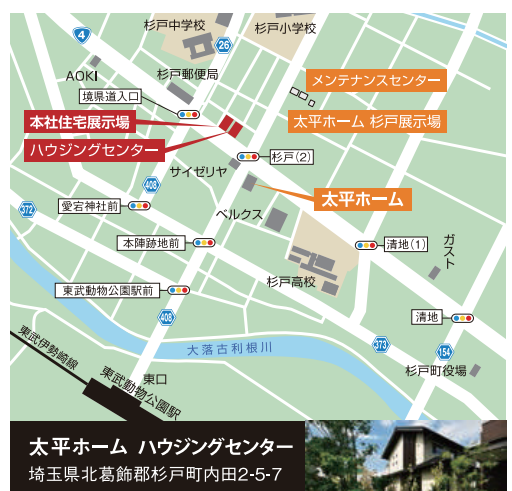 杉戸中学校
杉戸小学校
4
26
AOKI
杉戸郵便局
メンテナンスセンター
境県道入口
本社住宅展示場
太平ホーム 杉戸展示場
ハウジングセンター
杉戸(2)
サイゼリヤ
408
太平ホーム
372
愛宕神社前
ベルクス
本陣跡地前
清地(1)
ガスト
杉戸高校
東武動物公園駅前
408
清地
373
大落古利根川
154
東武伊勢崎線
杉戸町役場
東口
東武動物公園駅
太平ホーム ハウジングセンター
埼玉県北葛飾郡杉戸町内田2-5-7